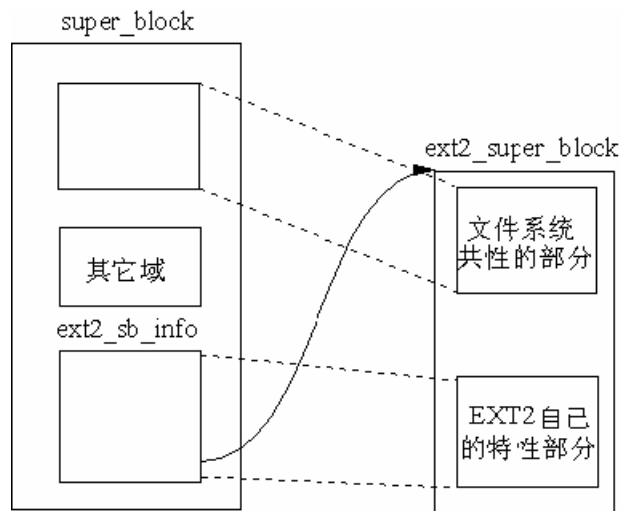 super_block
其它域
ext2_sb_info
ext2_super_block
文件系统
共性的部分
EXT2自己
的特性部分